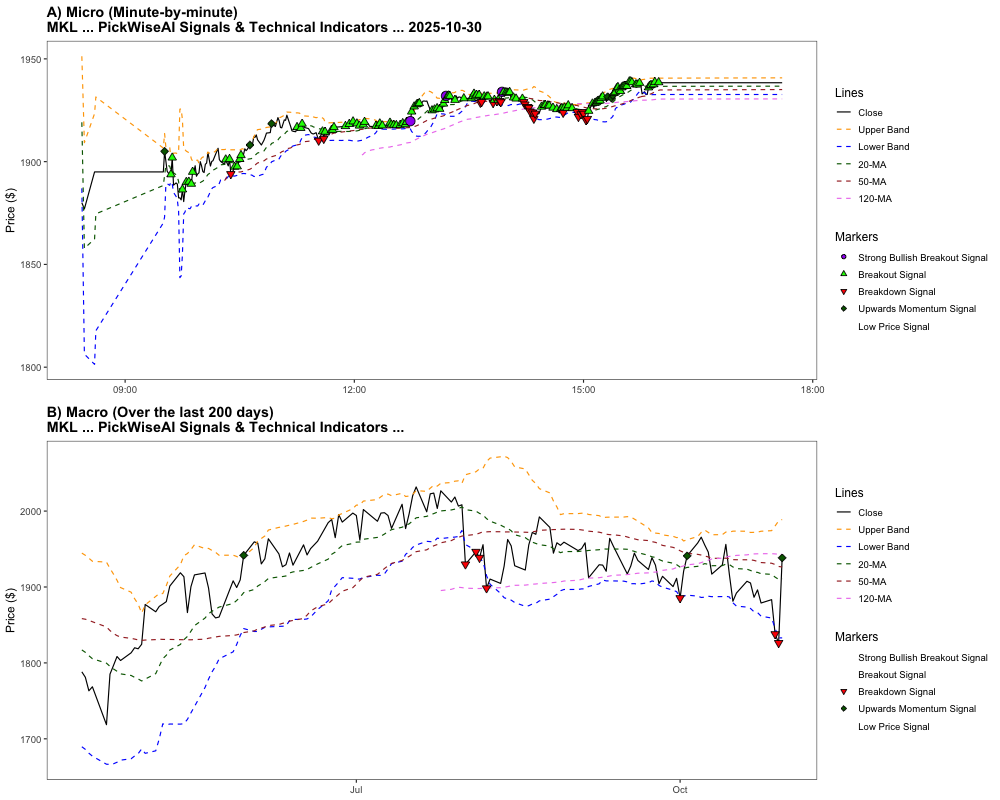 A) Micro (Minute-by-minute)
MKL ... PickWiseAI Signals & Technical Indicators ... 2025-10-30
Price ($)
1950
1900
1850
1800
09:00
12:00
15:00
18:00
Lines
Close
Upper Band
Lower Band
20-MA
50-MA
120-MA
Markers
Strong Bullish Breakout Signal
Breakout Signal
Breakdown Signal
Upwards Momentum Signal
Low Price Signal
B) Macro (Over the last 200 days)
MKL ... PickWiseAI Signals & Technical Indicators ...
Price ($)
2000
1900
1800
1700
Jul
Oct
Lines
Close
Upper Band
Lower Band
20-MA
50-MA
120-MA
Markers
Strong Bullish Breakout Signal
Breakout Signal
Breakdown Signal
Upwards Momentum Signal
Low Price Signal